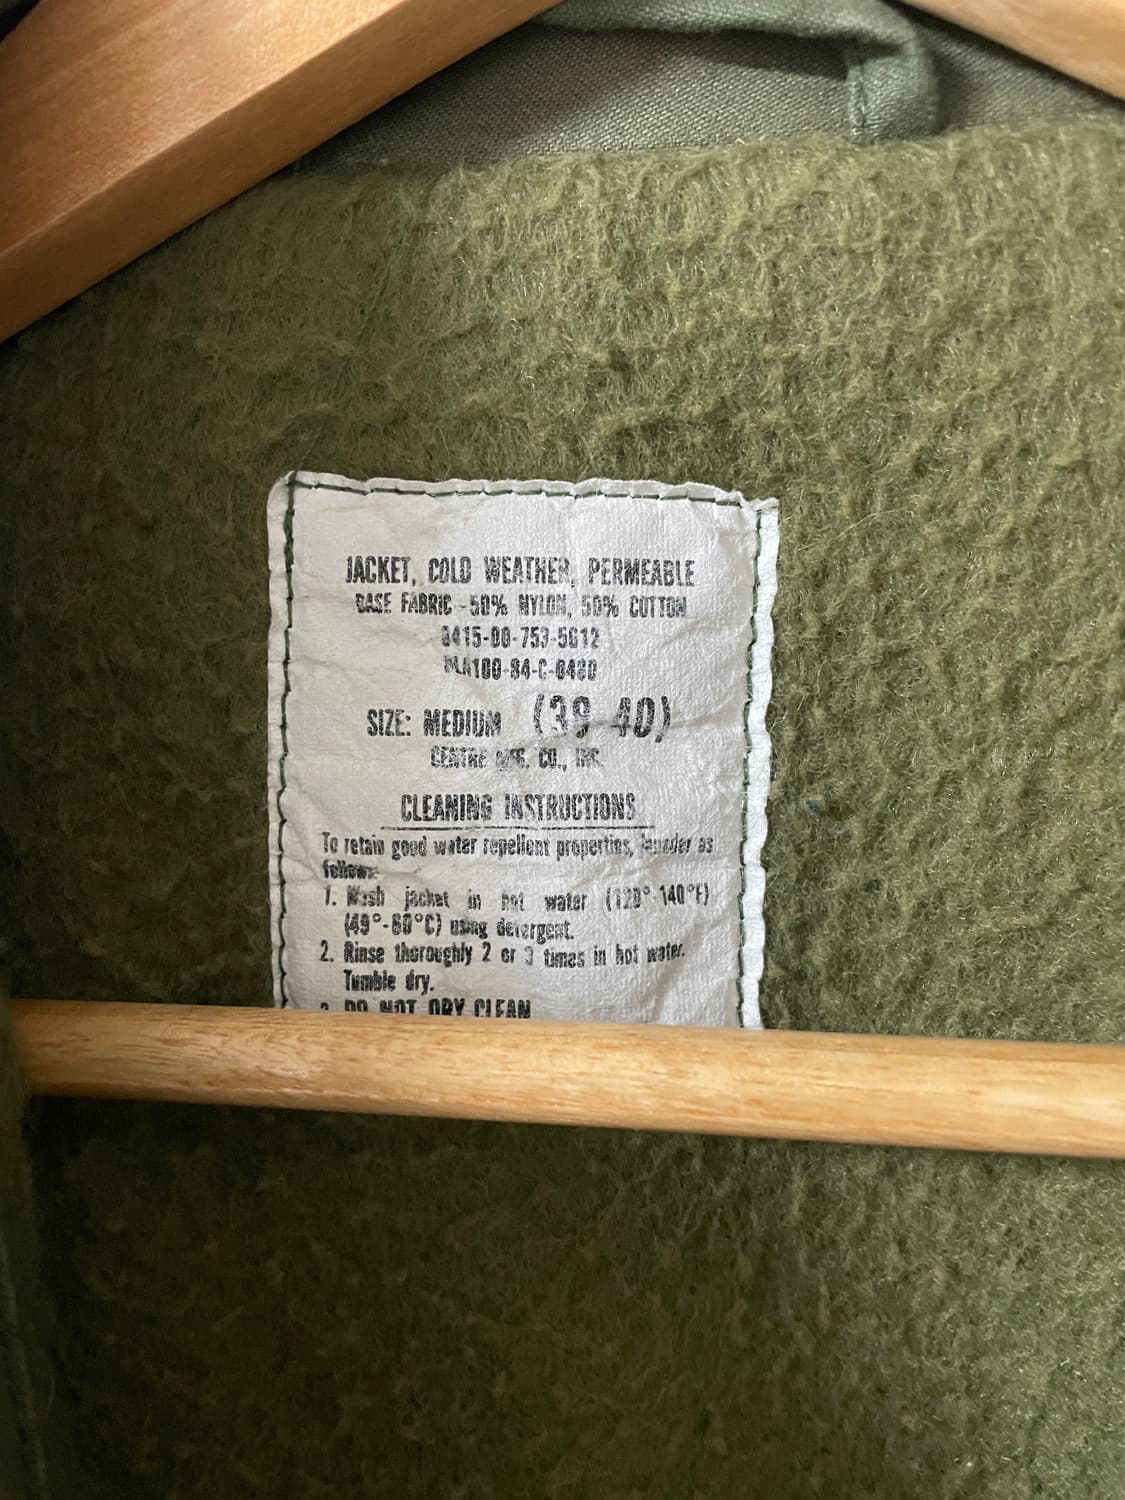 JACKET, COLD WEATHER, PERMEABLE
BASE FABRIC - 50% NYLON, 50% COTTON
8415-00-753-5612
DLA100-84-C-0480
SIZE: MEDIUM (39-40)
CENTRE MFG. CO., INC.
CLEANING INSTRUCTIONS
To retain good water repellent properties, launder as
follows:
1. Wash jacket in hot water (120°-140°F)
(49°-60°C) using detergent.
2. Rinse thoroughly 2 or 3 times in hot water.
Tumble dry.
3. DO NOT DRY CLEAN